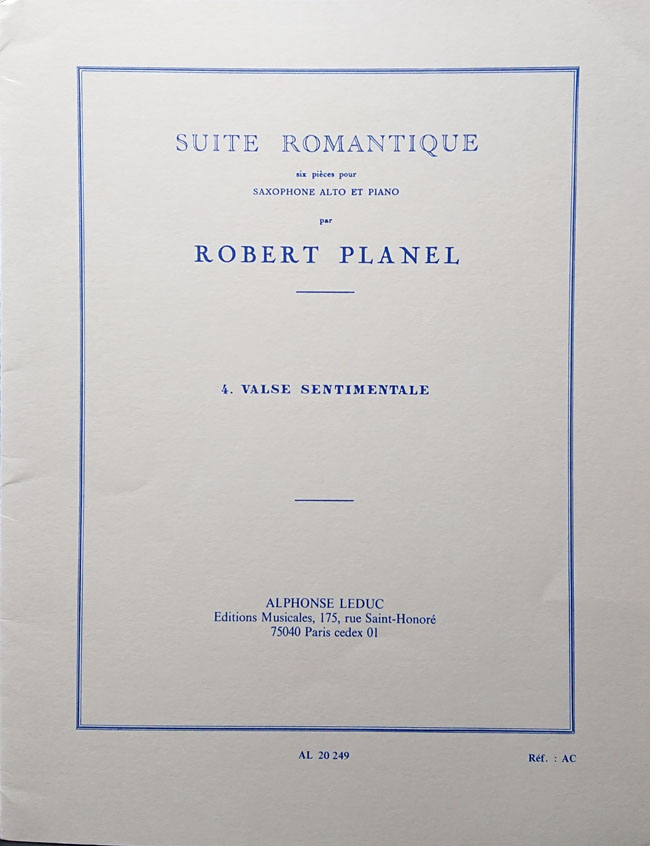 SUITE ROMANTIQUE
six pièces pour
SAXOPHONE ALTO ET PIANO
par
ROBERT PLANEL
4. VALSE SENTIMENTALE
ALPHONSE LEDUC
Editions Musicales, 175, rue Saint-Honoré
75040 Paris cedex 01
AL 20 249
Réf. : AC